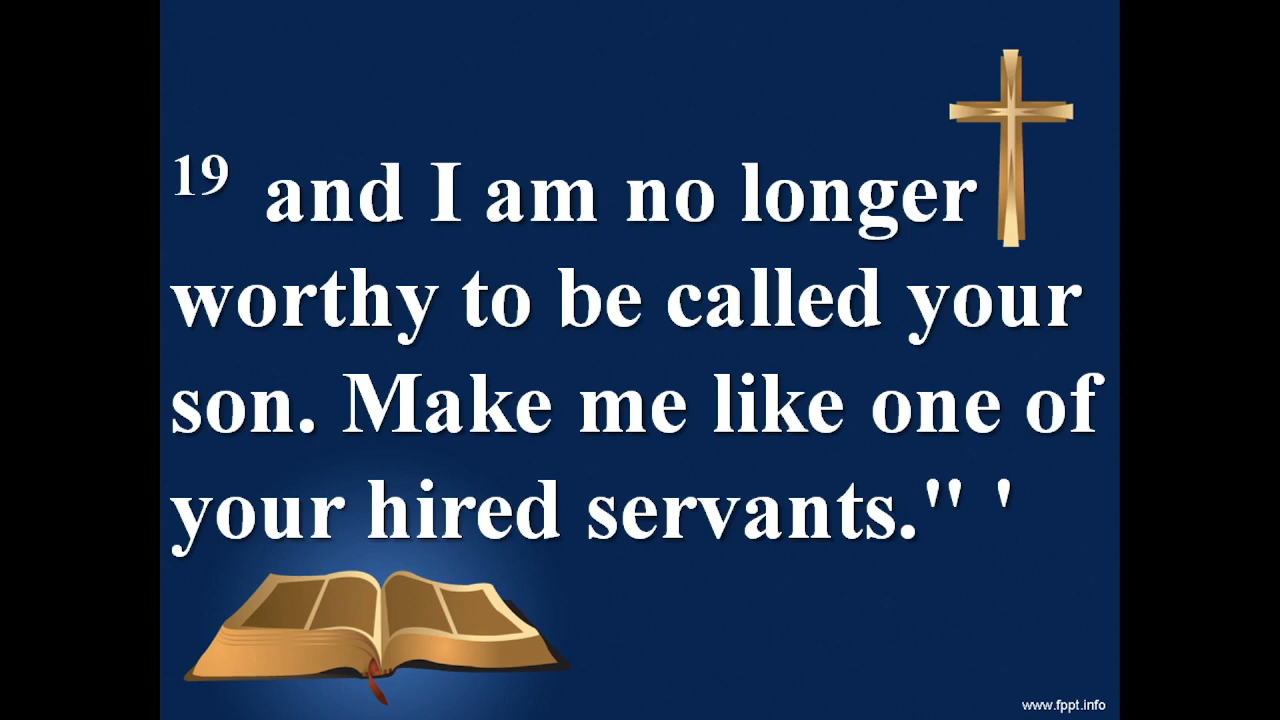 19 and I am no longer
worthy to be called your
son. Make me like one of
your hired servants." '
www.fppt.info